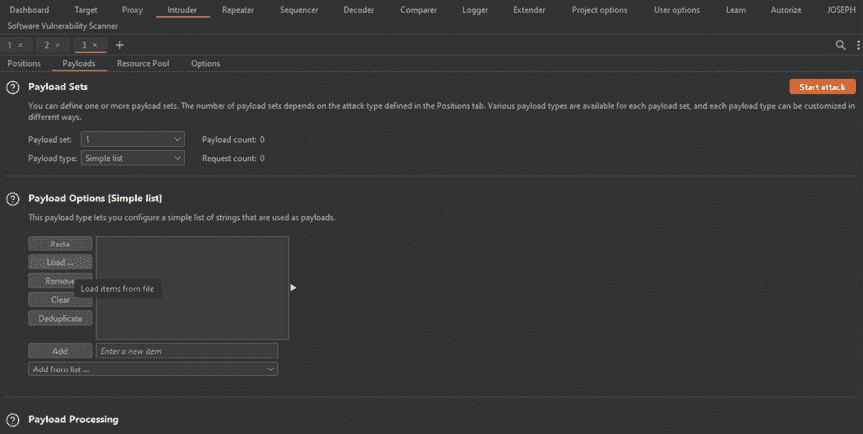 Dashboard Target Proxy Intruder Repeater Sequencer Decoder Comparer Logger Extender Project options User options Learn Autorize JOSEPH
Software Vulnerability Scanner
1 × 2 × 3 × +
Positions Payloads Resource Pool Options
? Payload Sets Start attack
You can define one or more payload sets. The number of payload sets depends on the attack type defined in the Positions tab. Various payload types are available for each payload set, and each payload type can be customized in
different ways.
Payload set: 1 Payload count: 0
Payload type: Simple list Request count: 0
? Payload Options [Simple list]
This payload type lets you configure a simple list of strings that are used as payloads.
Paste
Load ...
Remove
Load items from file
Clear
Deduplicate
Add Enter a new item
Add from list ...
? Payload Processing